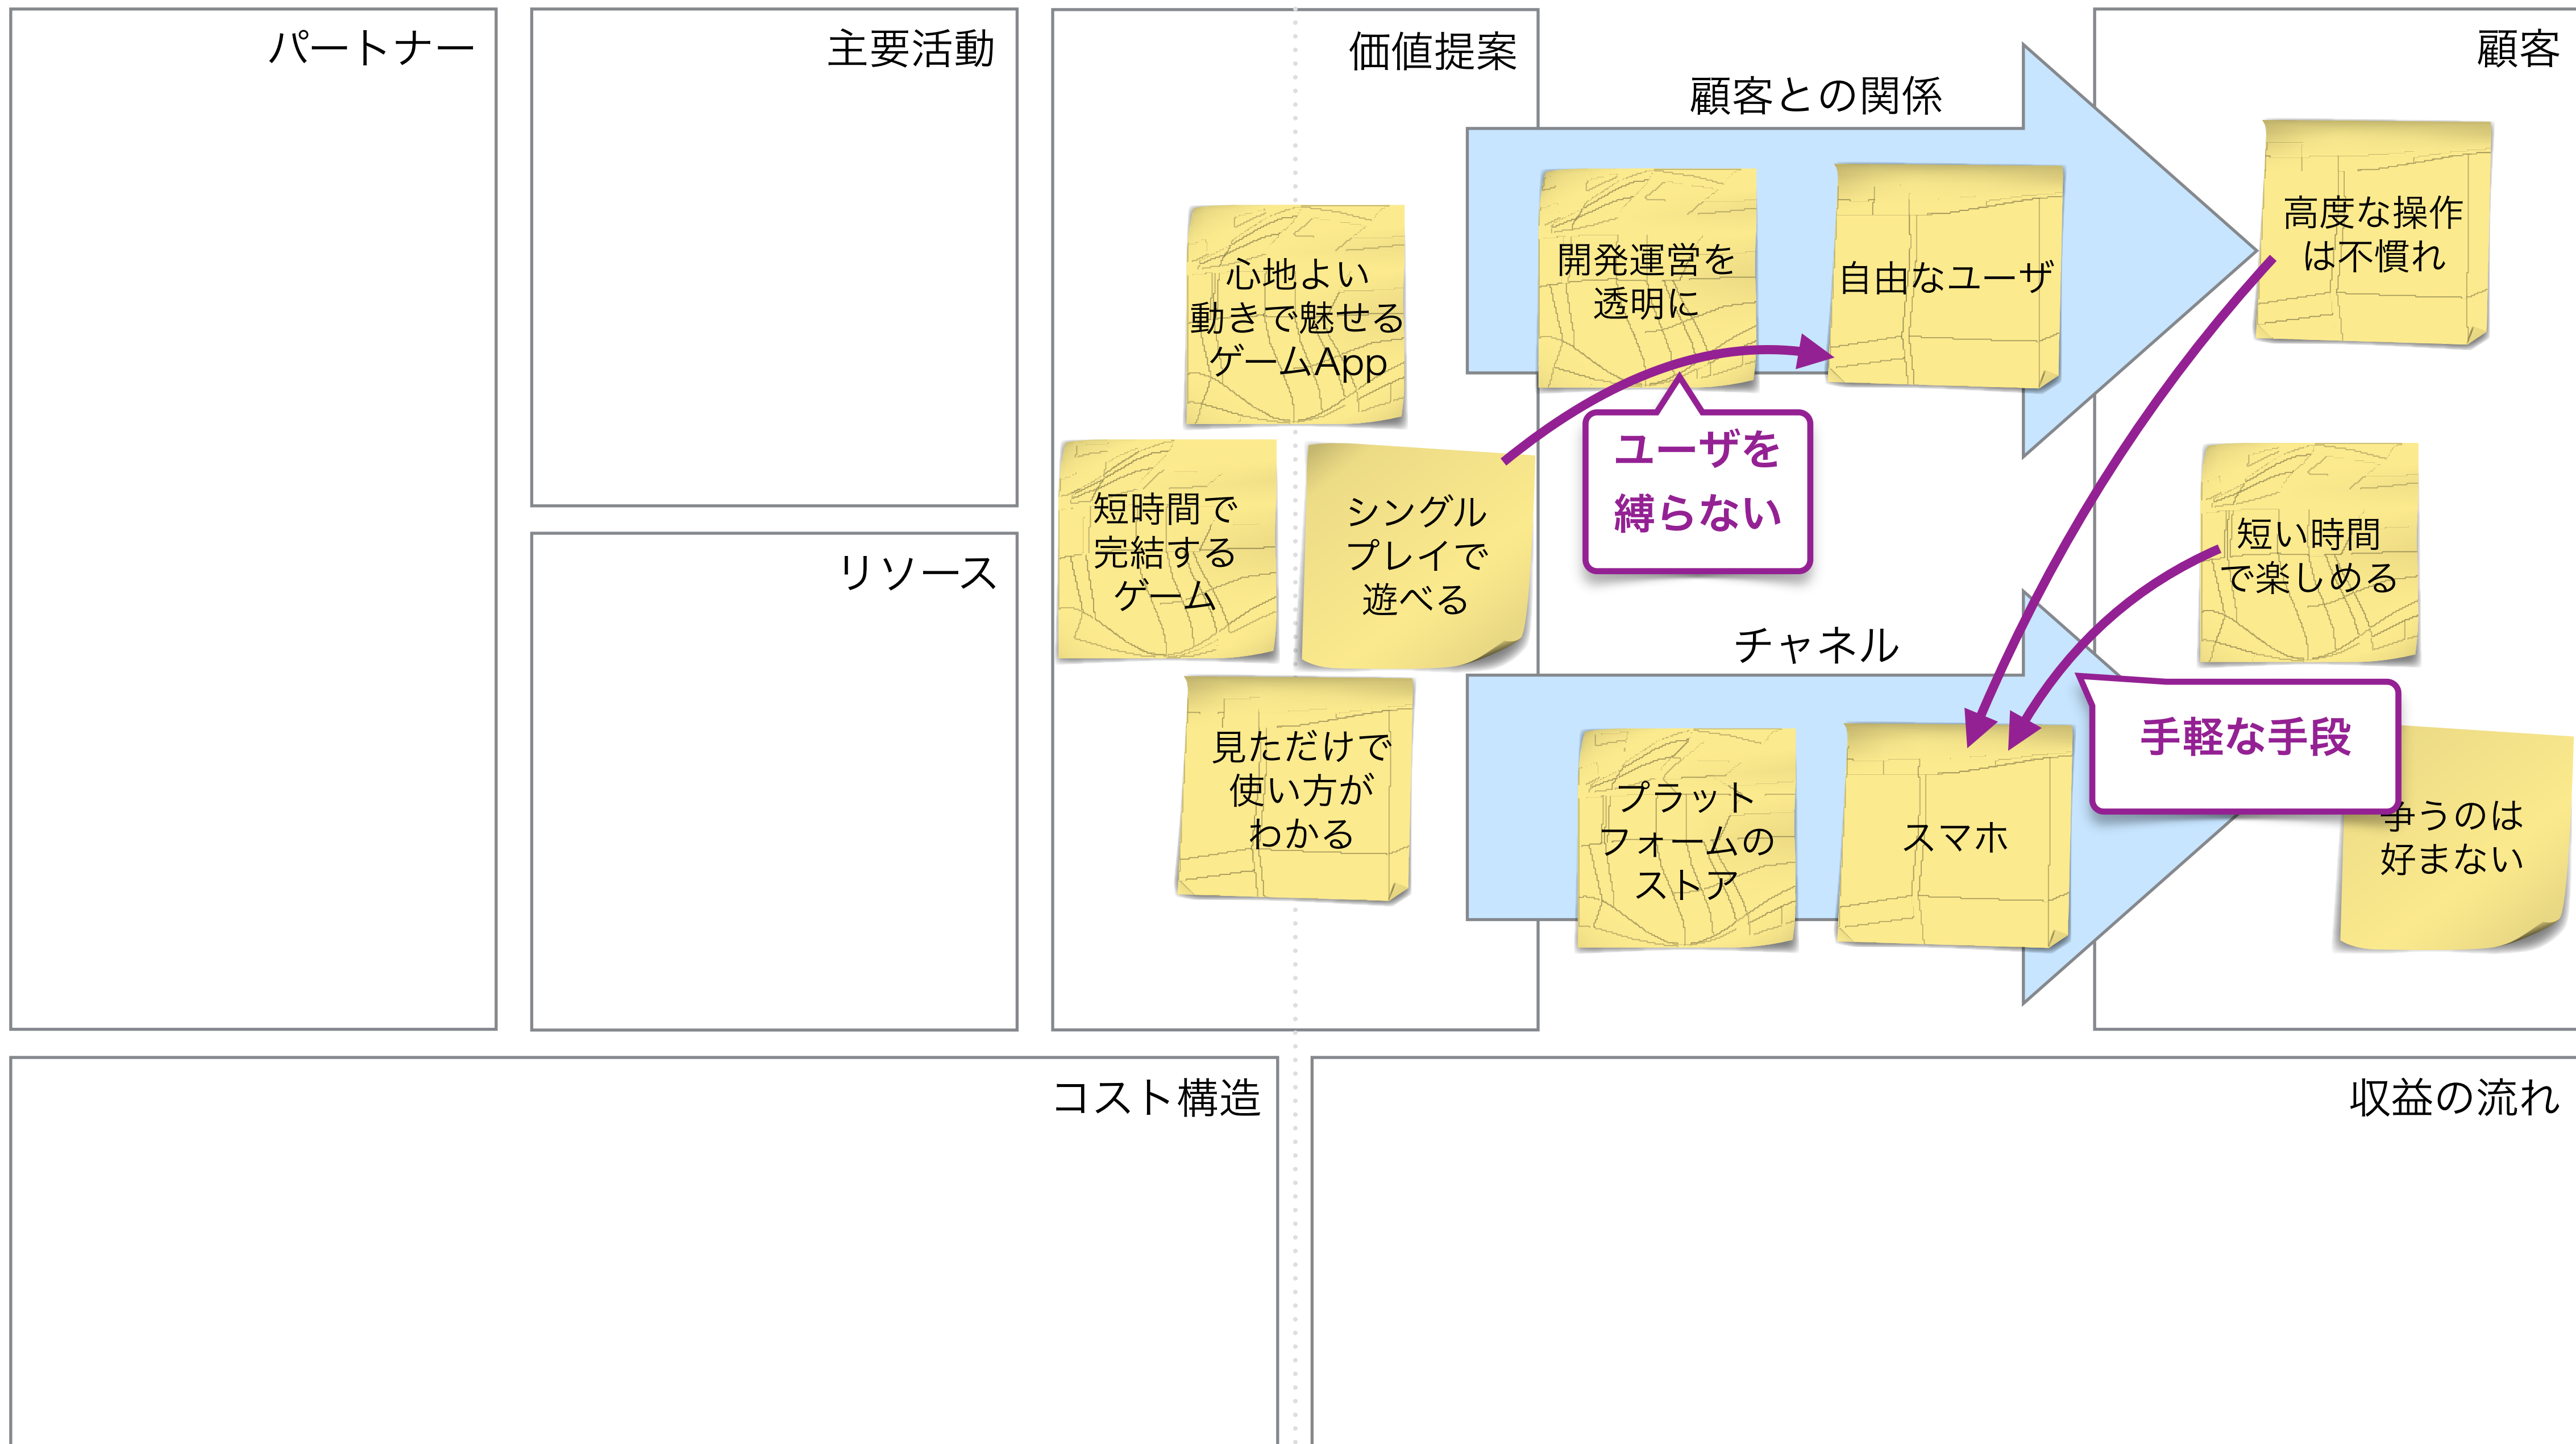 パートナー
主要活動
リソース
価値提案
心地よい
動きで魅せる
ゲームApp
短時間で
完結する
ゲーム
シングル
プレイで
遊べる
見ただけで
使い方が
わかる
顧客との関係
開発運営を
透明に
自由なユーザ
ユーザを
縛らない
チャネル
プラット
フォームの
ストア
スマホ
手軽な手段
顧客
高度な操作
は不慣れ
短い時間
で楽しめる
争うのは
好まない
コスト構造
収益の流れ